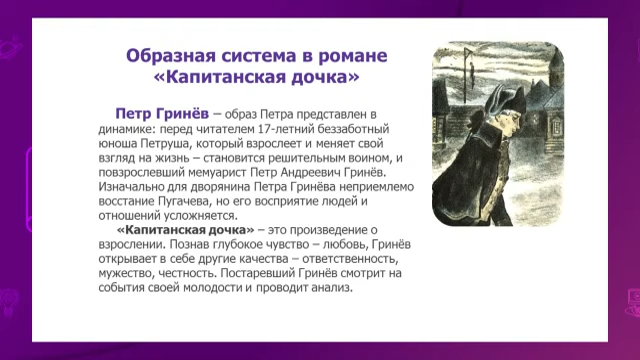 Образная система в романе
«Капитанская дочка»
Петр Гринёв – образ Петра представлен в
динамике: перед читателем 17-летний беззаботный
юноша Петруша, который взрослеет и меняет свой
взгляд на жизнь – становится решительным воином, и
повзрослевший мемуарист Петр Андреевич Гринёв.
Изначально для дворянина Петра Гринёва неприемлемо
восстание Пугачева, но его восприятие людей и
отношений усложняется.
«Капитанская дочка» – это произведение о
взрослении. Познав глубокое чувство – любовь, Гринёв
открывает в себе другие качества – ответственность,
мужество, честность. Постаревший Гринёв смотрит на
события своей молодости и проводит анализ.